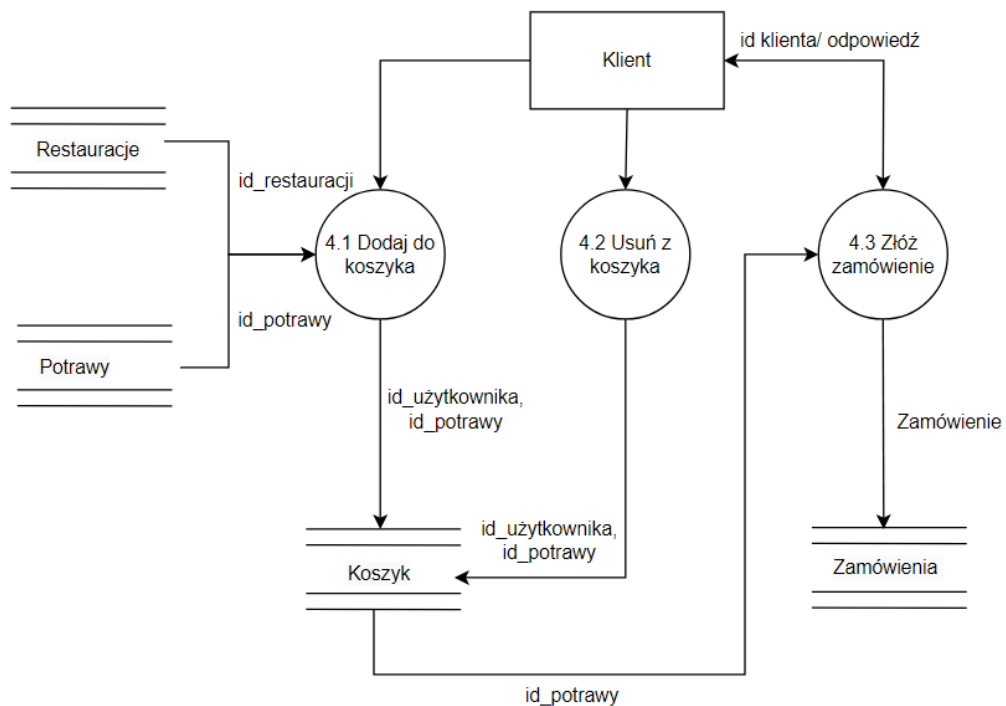 id klienta/ odpowiedź
Klient
Restauracje
id_restauracji
4.1 Dodaj do
koszyka
4.2 Usuń z
koszyka
4.3 Złóż
zamówienie
id_potrawy
Potrawy
id_użytkownika,
id_potrawy
Zamówienie
id_użytkownika,
id_potrawy
Koszyk
Zamówienia
id_potrawy